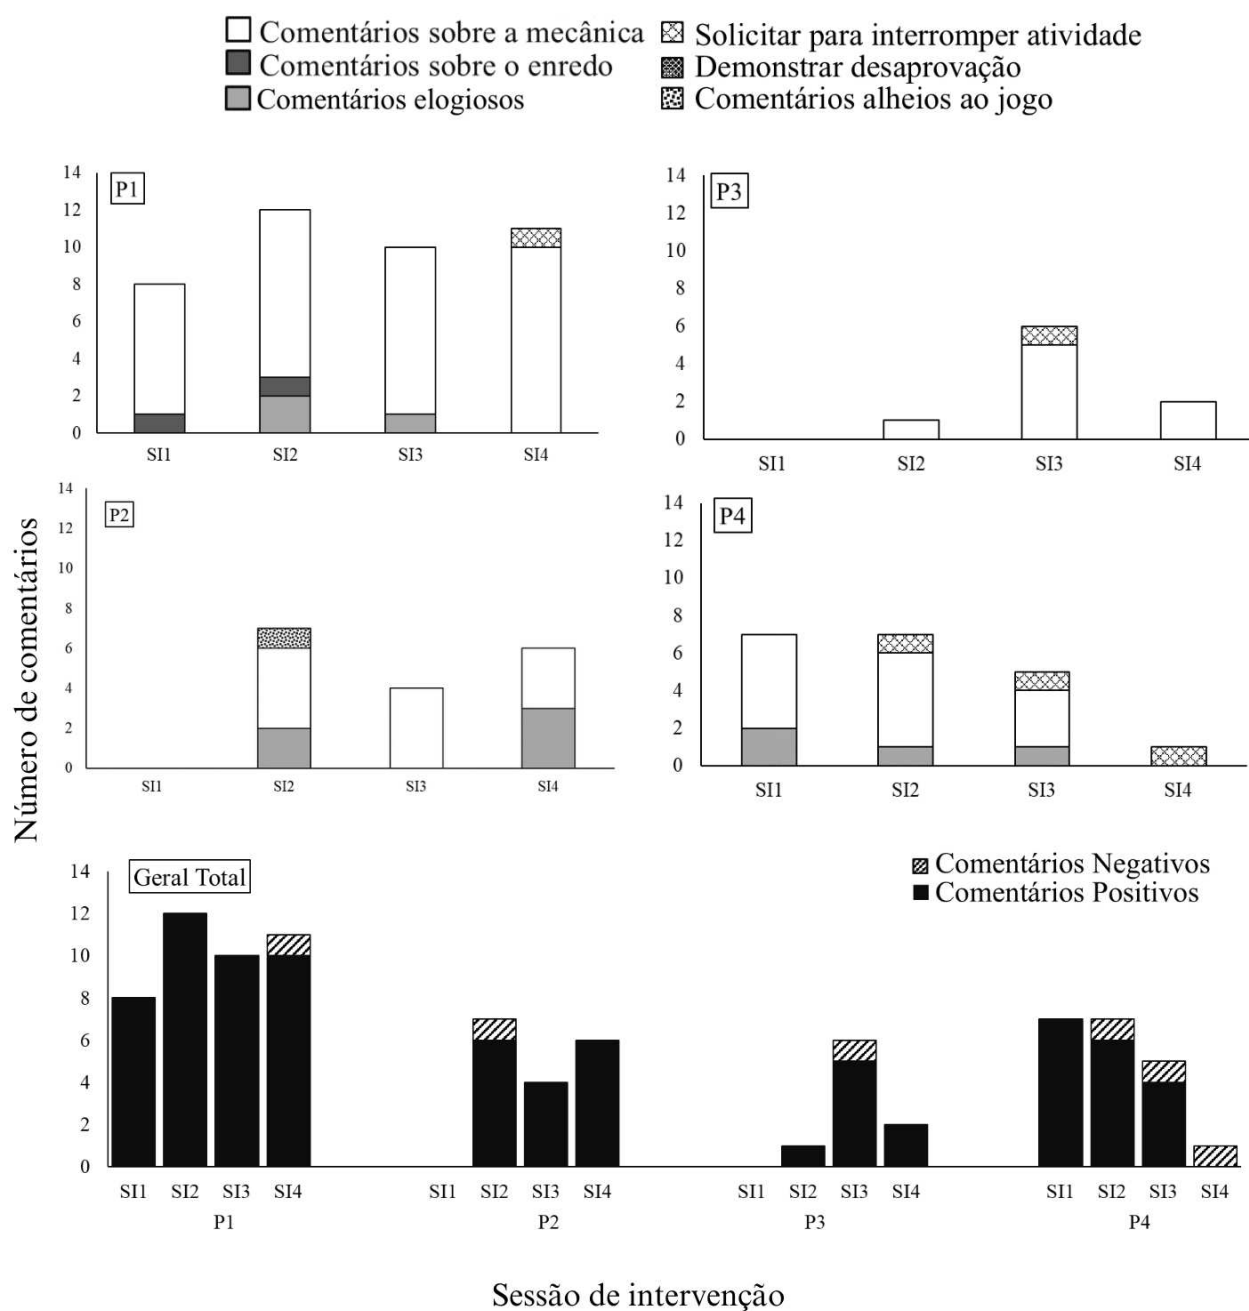 Comentários sobre a mecânica
Comentários sobre o enredo
Comentários elogiosos
Solicitar para interromper atividade
Demonstrar desaprovação
Comentários alheios ao jogo
Número de comentários
P1
14
12
10
8
6
4
2
0
SI1 SI2 SI3 SI4
P3
14
12
10
8
6
4
2
0
SI1 SI2 SI3 SI4
P2
14
12
10
8
6
4
2
0
SI1 SI2 SI3 SI4
P4
14
12
10
8
6
4
2
0
SI1 SI2 SI3 SI4
Geral Total
Comentários Negativos
Comentários Positivos
14
12
10
8
6
4
2
0
SI1 SI2 SI3 SI4 SI1 SI2 SI3 SI4 SI1 SI2 SI3 SI4 SI1 SI2 SI3 SI4
P1 P2 P3 P4
Sessão de intervenção